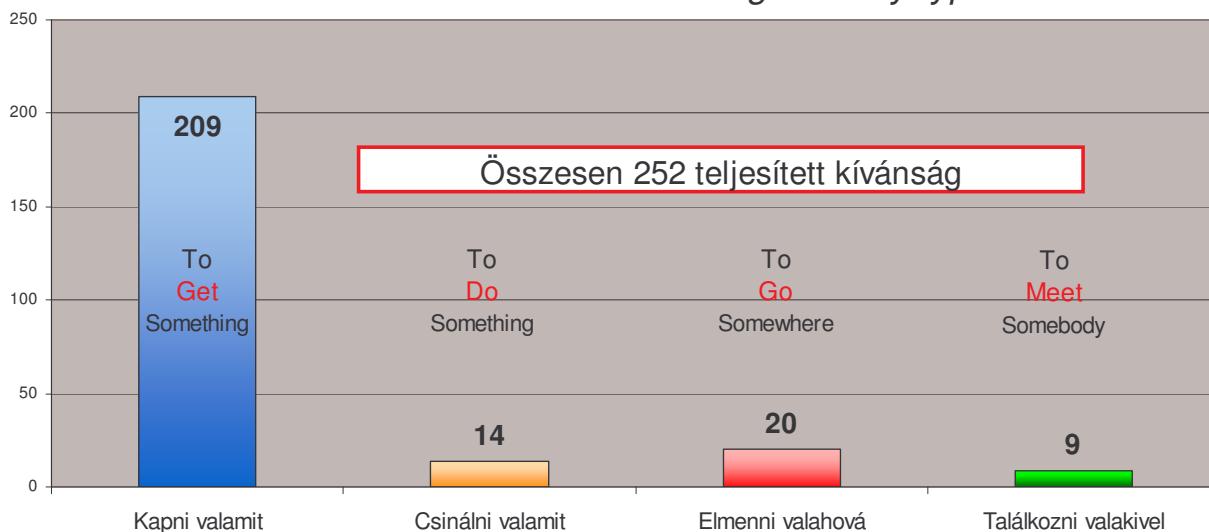 250
200
150
100
50
0
209
Összesen 252 teljesített kívánság
To
Get
Something
To
Do
Something
To
Go
Somewhere
To
Meet
Somebody
14
20
9
Kapni valamit
Csinálni valamit
Elmenni valahová
Találkozni valakivel